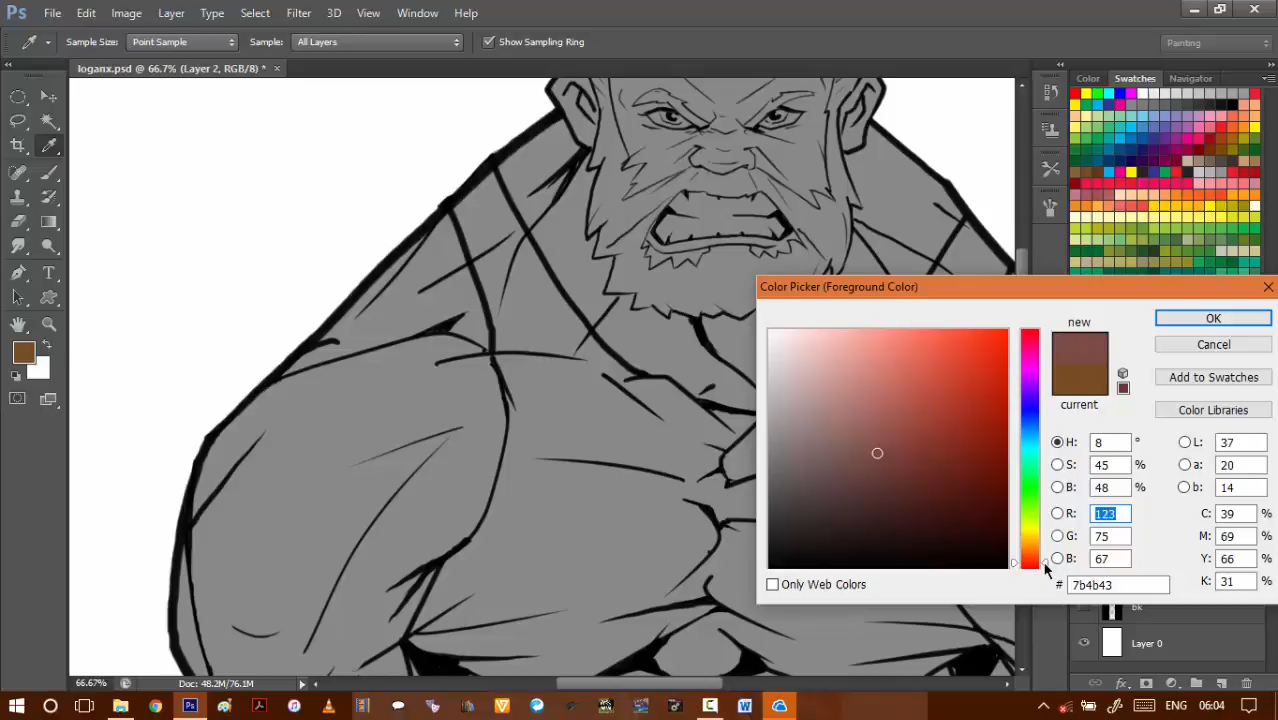 Ps File Edit Image Layer Type Select Filter 3D View Window Help
Sample Size: Point Sample Sample: All Layers Show Sampling Ring Painting
loganx.psd @ 66.7% (Layer 2, RGB/8) * ×
Color Swatches Navigator
Color Picker (Foreground Color)
new
OK
Cancel
Add to Swatches
current
Color Libraries
H: 8 ° L: 37
S: 45 % a: 20
B: 48 % b: 14
R: 123 C: 39 %
G: 75 M: 69 %
B: 67 Y: 66 %
Only Web Colors # 7b4b43 K: 31 %
bk
Layer 0
66.67% Doc: 48.2M/76.1M
fx
Ps W ENG 06:04